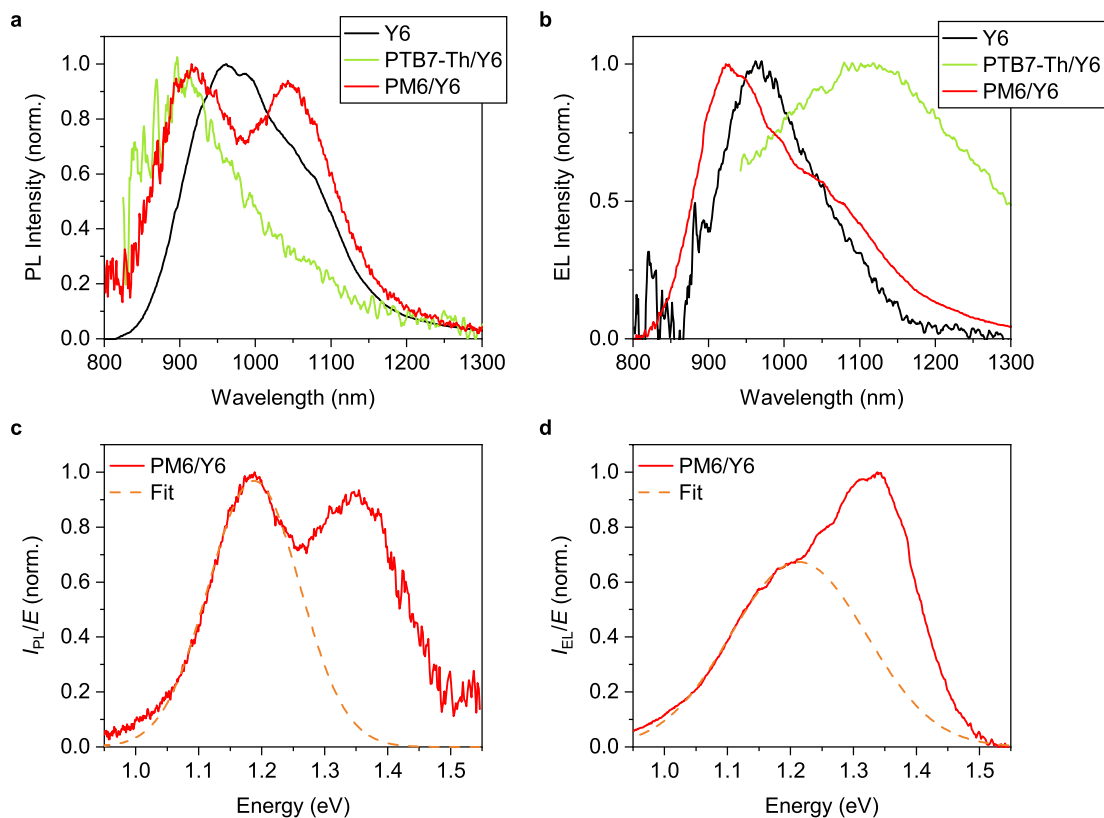 a
Y6
PTB7-Th/Y6
PM6/Y6
PL Intensity (norm.)
1.0
0.8
0.6
0.4
0.2
0.0
800 900 1000 1100 1200 1300
Wavelength (nm)
b
Y6
PTB7-Th/Y6
PM6/Y6
EL Intensity (norm.)
1.0
0.5
0.0
800 900 1000 1100 1200 1300
Wavelength (nm)
c
PM6/Y6
Fit
I_PL/E (norm.)
1.0
0.8
0.6
0.4
0.2
0.0
1.0 1.1 1.2 1.3 1.4 1.5
Energy (eV)
d
PM6/Y6
Fit
I_EL/E (norm.)
1.0
0.8
0.6
0.4
0.2
0.0
1.0 1.1 1.2 1.3 1.4 1.5
Energy (eV)